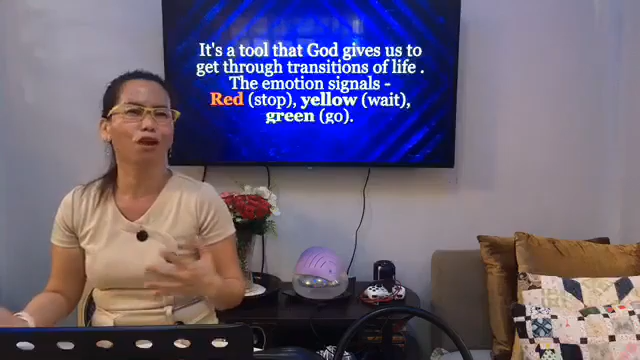 It's a tool that God gives us to
get through transitions of life .
The emotion signals -
Red (stop), yellow (wait),
green (go).